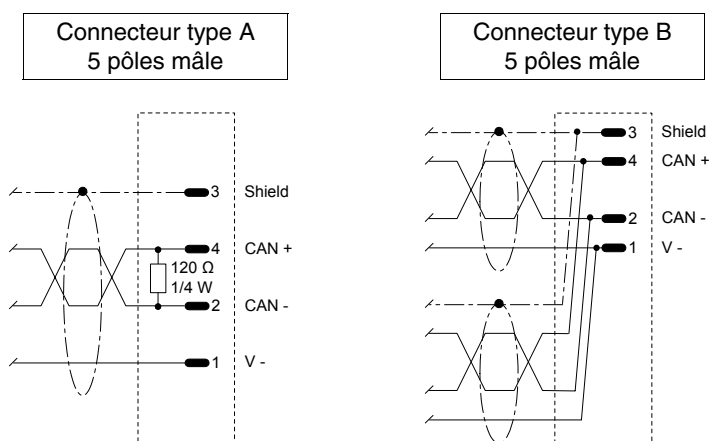 Connecteur type A
5 pôles mâle
3 Shield
4 CAN +
120 Ω
1/4 W
2 CAN -
1 V -
Connecteur type B
5 pôles mâle
3 Shield
4 CAN +
2 CAN -
1 V -